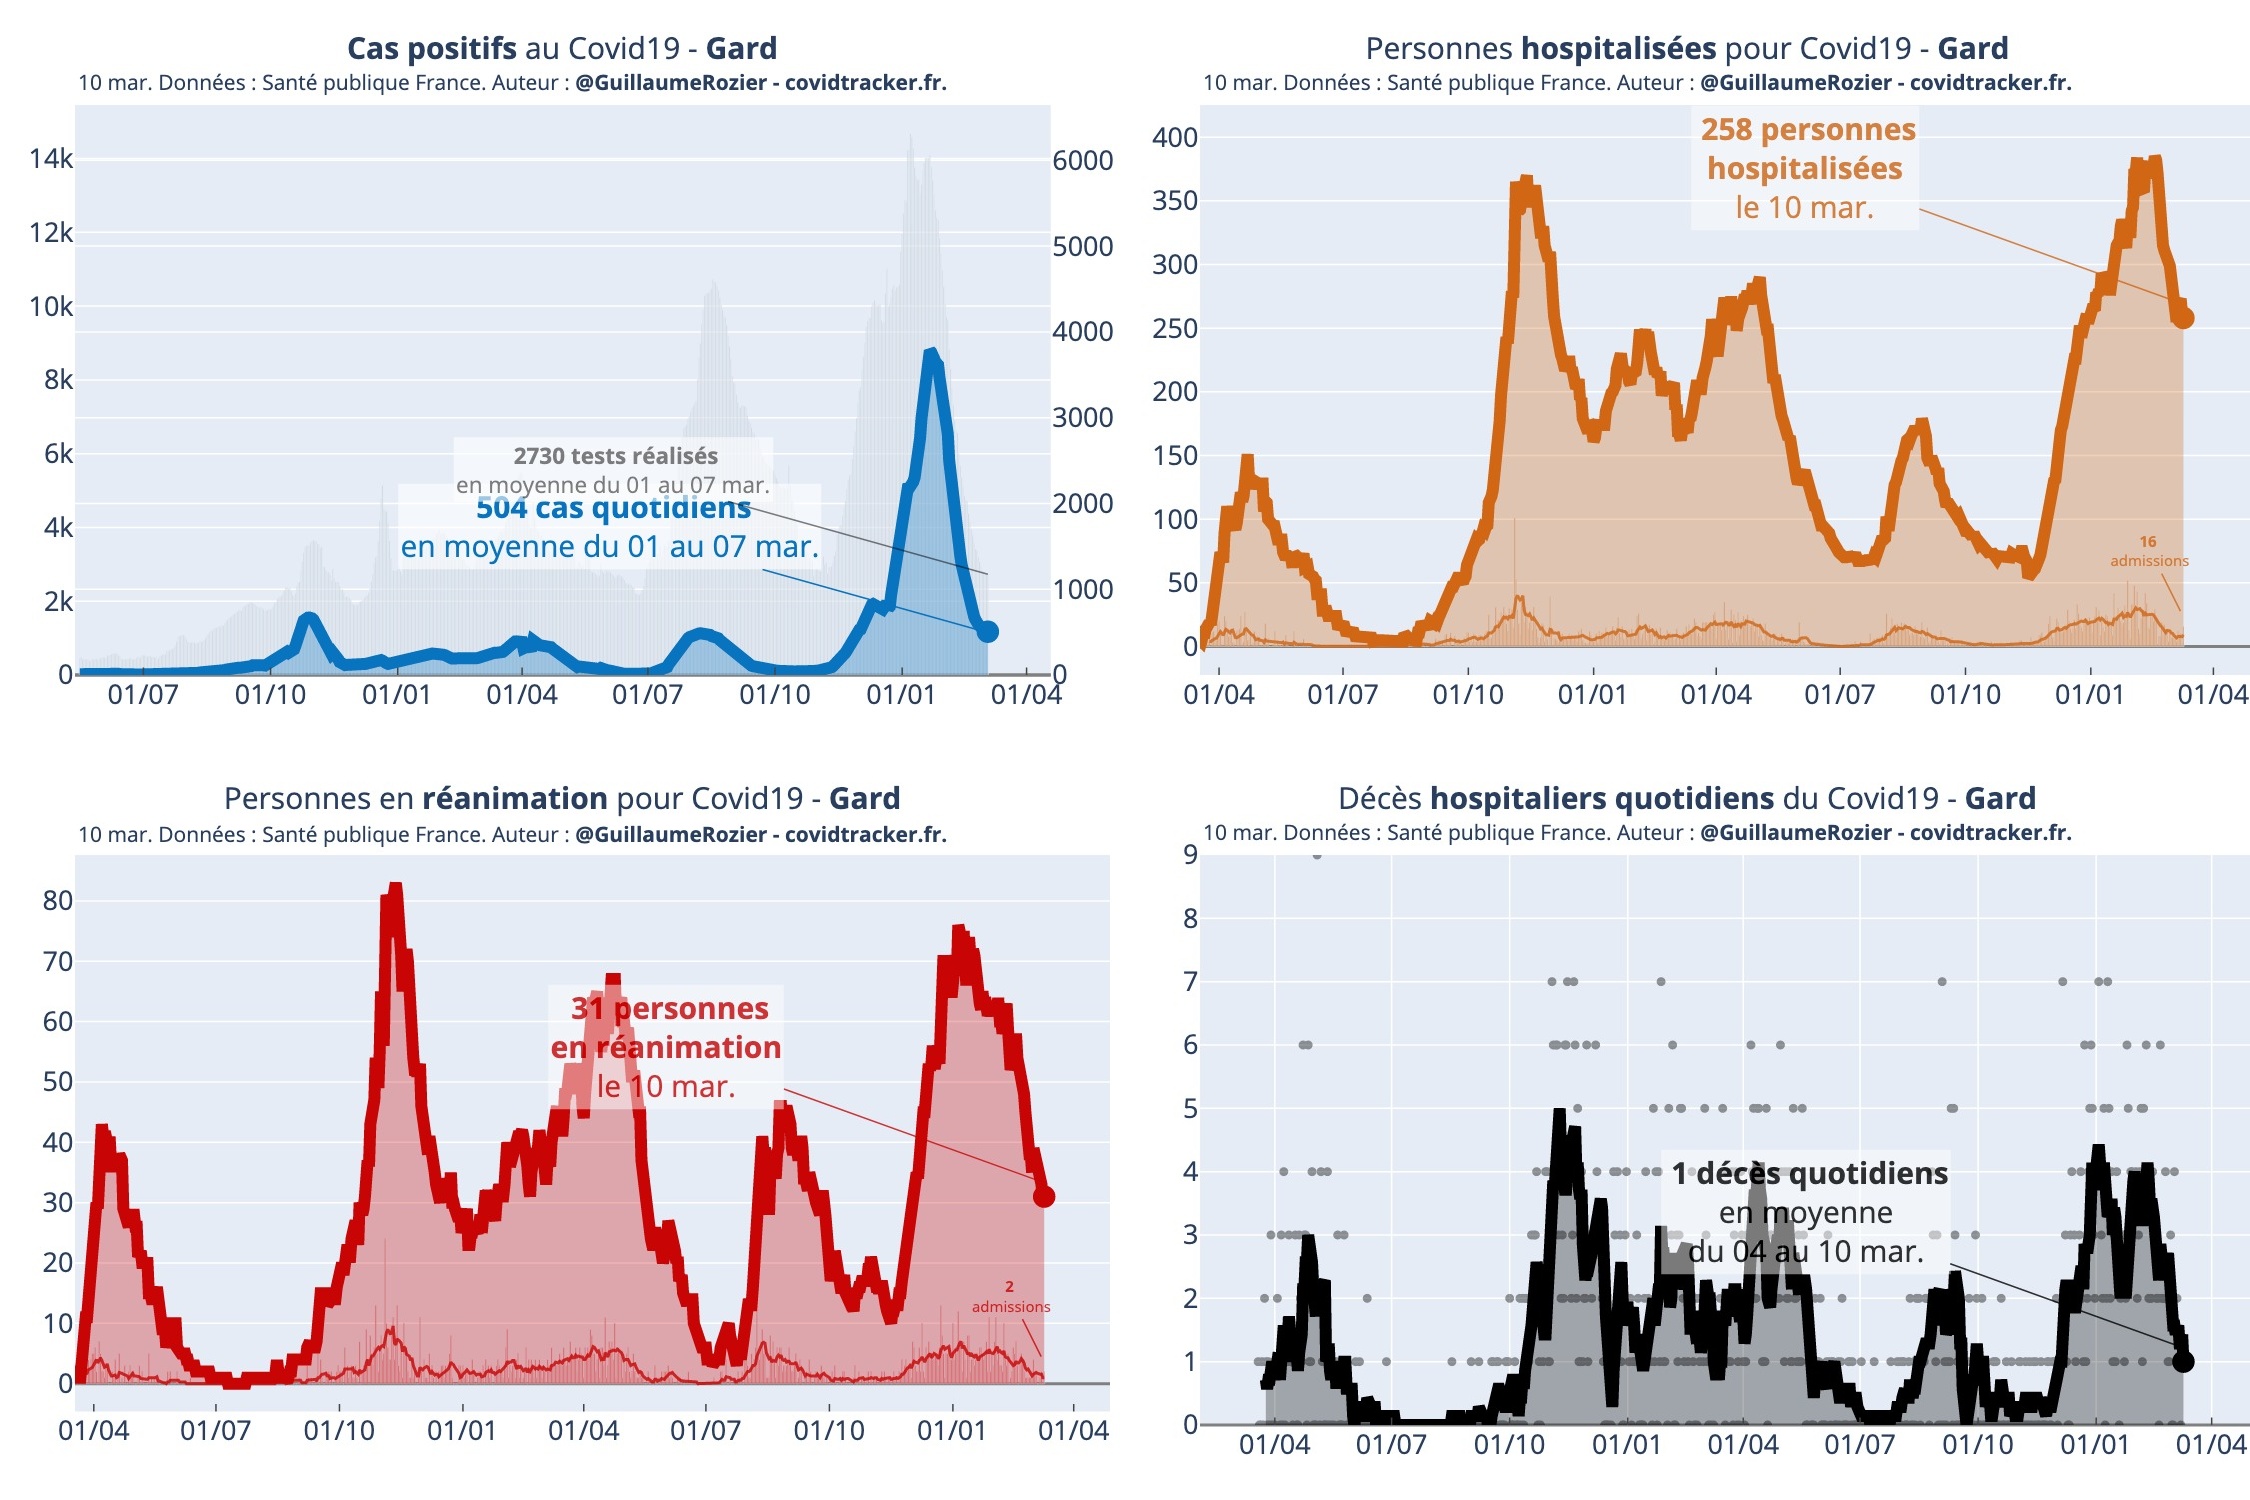 Cas positifs au Covid19 - Gard
10 mar. Données : Santé publique France. Auteur : @GuillaumeRozier - covidtracker.fr.
14k
12k
10k
8k
6k
4k
2k
0
6000
5000
4000
3000
2000
1000
0
2730 tests réalisés
en moyenne du 01 au 07 mar.
504 cas quotidiens
en moyenne du 01 au 07 mar.
01/07 01/10 01/01 01/04 01/07 01/10 01/01 01/04
Personnes hospitalisées pour Covid19 - Gard
10 mar. Données : Santé publique France. Auteur : @GuillaumeRozier - covidtracker.fr.
400
350
300
250
200
150
100
50
0
258 personnes
hospitalisées
le 10 mar.
16
admissions
01/04 01/07 01/10 01/01 01/04 01/07 01/10 01/01 01/04
Personnes en réanimation pour Covid19 - Gard
10 mar. Données : Santé publique France. Auteur : @GuillaumeRozier - covidtracker.fr.
80
70
60
50
40
30
20
10
0
31 personnes
en réanimation
le 10 mar.
2
admissions
01/04 01/07 01/10 01/01 01/04 01/07 01/10 01/01 01/04
Décès hospitaliers quotidiens du Covid19 - Gard
10 mar. Données : Santé publique France. Auteur : @GuillaumeRozier - covidtracker.fr.
9
8
7
6
5
4
3
2
1
0
1 décès quotidiens
en moyenne
du 04 au 10 mar.
01/04 01/07 01/10 01/01 01/04 01/07 01/10 01/01 01/04